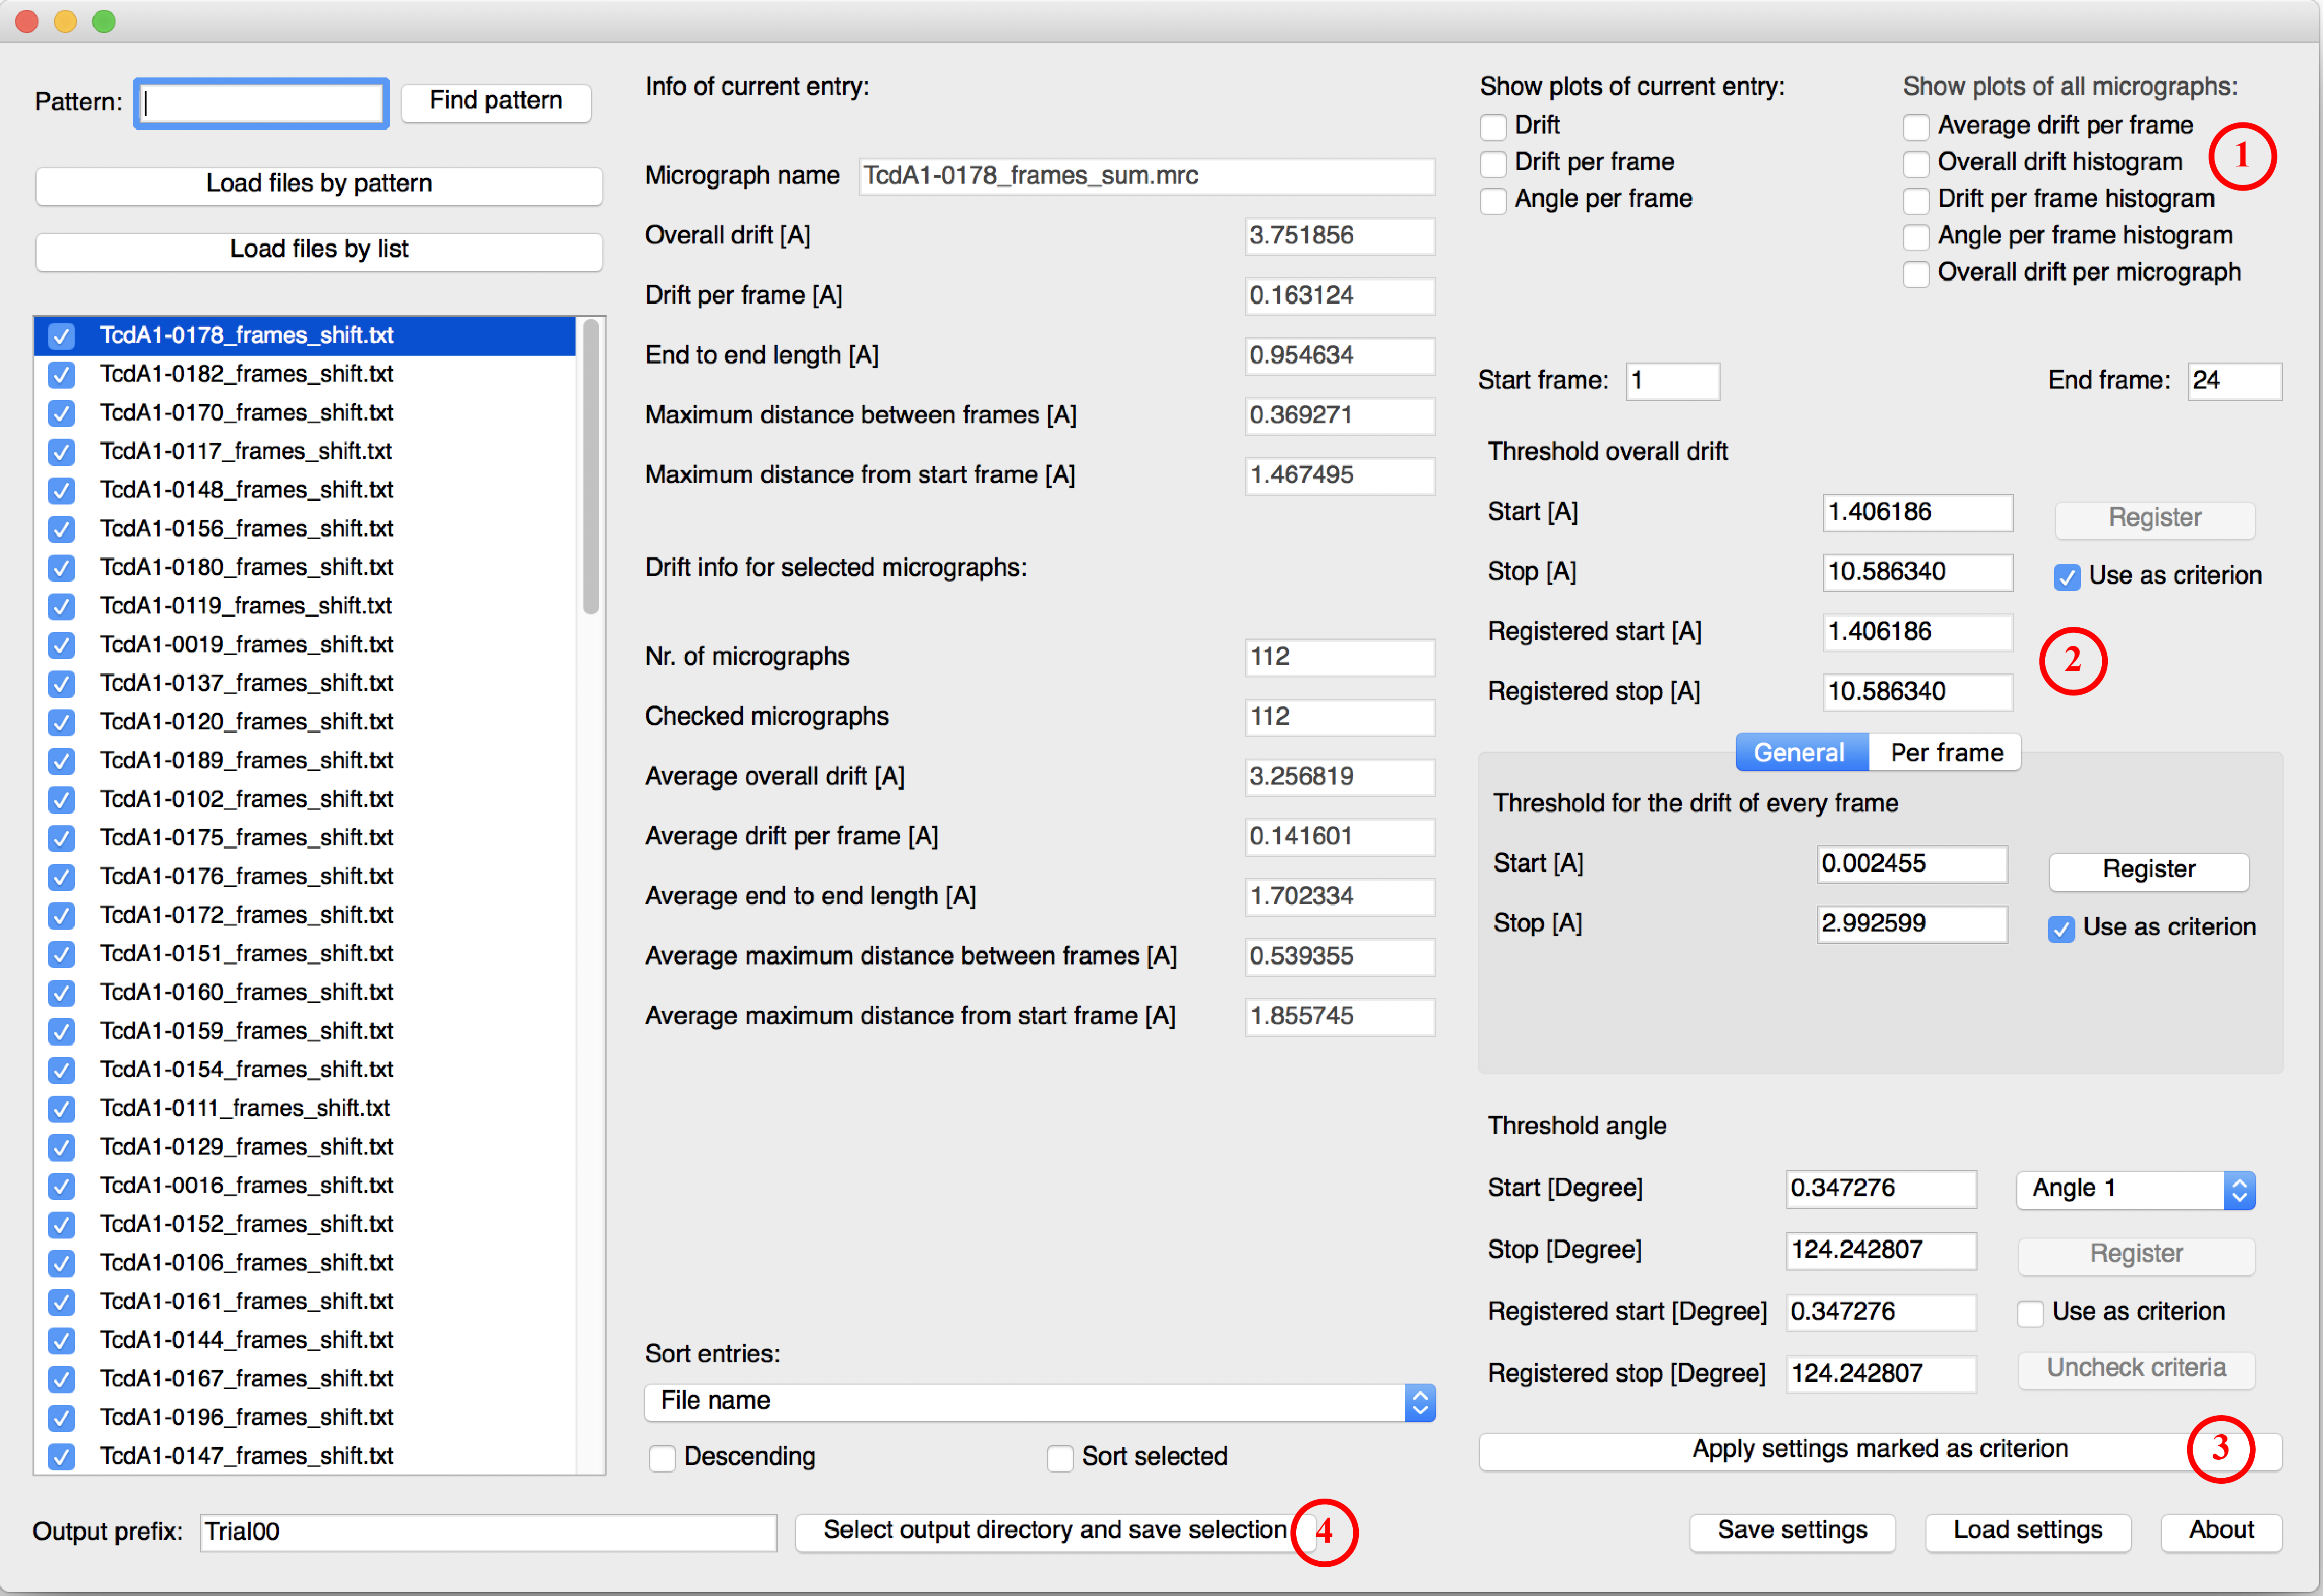 Pattern:
Find pattern
Load files by pattern
Load files by list
TcdA1-0178_frames_shift.txt
TcdA1-0182_frames_shift.txt
TcdA1-0170_frames_shift.txt
TcdA1-0117_frames_shift.txt
TcdA1-0148_frames_shift.txt
TcdA1-0156_frames_shift.txt
TcdA1-0180_frames_shift.txt
TcdA1-0119_frames_shift.txt
TcdA1-0019_frames_shift.txt
TcdA1-0137_frames_shift.txt
TcdA1-0120_frames_shift.txt
TcdA1-0189_frames_shift.txt
TcdA1-0102_frames_shift.txt
TcdA1-0175_frames_shift.txt
TcdA1-0176_frames_shift.txt
TcdA1-0172_frames_shift.txt
TcdA1-0151_frames_shift.txt
TcdA1-0160_frames_shift.txt
TcdA1-0159_frames_shift.txt
TcdA1-0154_frames_shift.txt
TcdA1-0111_frames_shift.txt
TcdA1-0129_frames_shift.txt
TcdA1-0016_frames_shift.txt
TcdA1-0152_frames_shift.txt
TcdA1-0106_frames_shift.txt
TcdA1-0161_frames_shift.txt
TcdA1-0144_frames_shift.txt
TcdA1-0167_frames_shift.txt
TcdA1-0196_frames_shift.txt
TcdA1-0147_frames_shift.txt
Output prefix: Trial00
Info of current entry:
Micrograph name TcdA1-0178_frames_sum.mrc
Overall drift [A] 3.751856
Drift per frame [A] 0.163124
End to end length [A] 0.954634
Maximum distance between frames [A] 0.369271
Maximum distance from start frame [A] 1.467495
Drift info for selected micrographs:
Nr. of micrographs 112
Checked micrographs 112
Average overall drift [A] 3.256819
Average drift per frame [A] 0.141601
Average end to end length [A] 1.702334
Average maximum distance between frames [A] 0.539355
Average maximum distance from start frame [A] 1.855745
Sort entries:
File name
Descending Sort selected
Select output directory and save selection 4
Show plots of current entry:
Drift
Drift per frame
Angle per frame
Show plots of all micrographs:
Average drift per frame
Overall drift histogram 1
Drift per frame histogram
Angle per frame histogram
Overall drift per micrograph
Start frame: 1 End frame: 24
Threshold overall drift
Start [A] 1.406186 Register
Stop [A] 10.586340 Use as criterion
Registered start [A] 1.406186
2
Registered stop [A] 10.586340
General Per frame
Threshold for the drift of every frame
Start [A] 0.002455 Register
Stop [A] 2.992599 Use as criterion
Threshold angle
Start [Degree] 0.347276 Angle 1
Stop [Degree] 124.242807 Register
Registered start [Degree] 0.347276 Use as criterion
Registered stop [Degree] 124.242807 Uncheck criteria
Apply settings marked as criterion 3
Save settings Load settings About